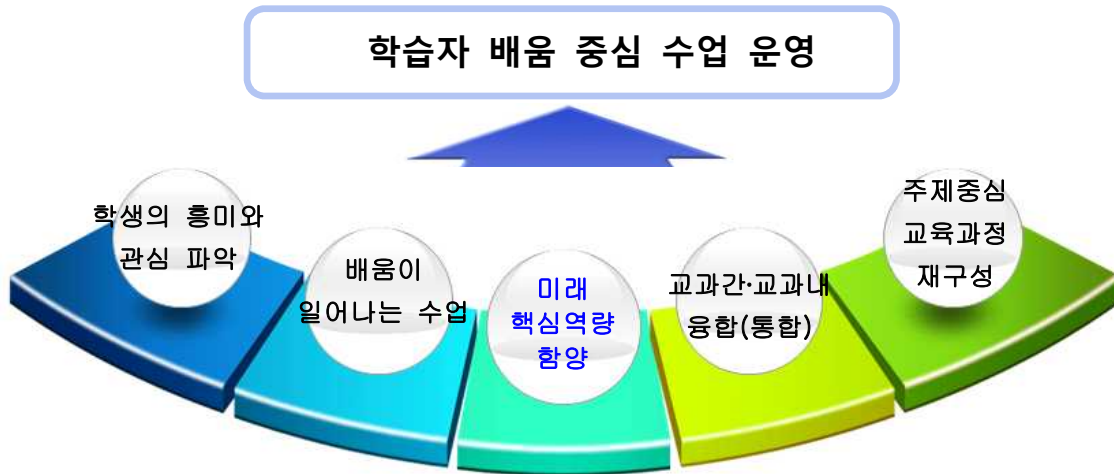 학습자 배움 중심 수업 운영
학생의 흥미와
관심 파악
배움이
일어나는 수업
미래
핵심역량
함양
교과간·교과내
융합(통합)
주제중심
교육과정
재구성